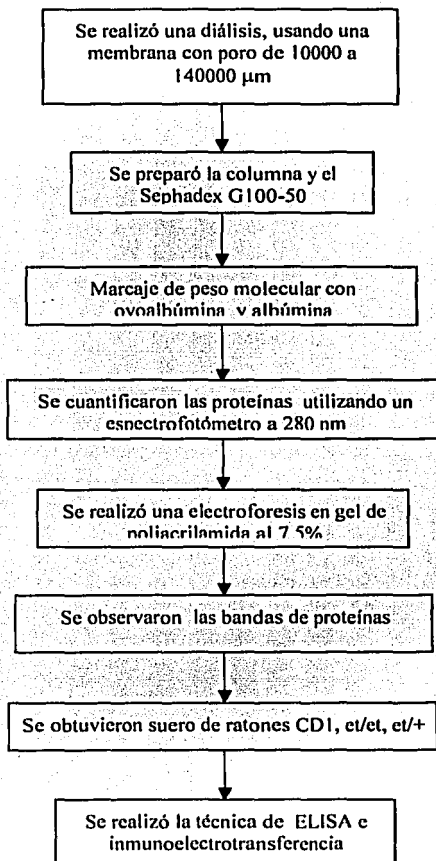 Se realizó una diálisis, usando una
membrana con poro de 10000 a
140000 µm
Se preparó la columna y el
Sephadex G100-50
Marcaje de peso molecular con
ovoalbúmina y albúmina
Se cuantificaron las proteínas utilizando un
espectrofotómetro a 280 nm
Se realizó una electroforesis en gel de
poliacrilamida al 7.5%
Se observaron las bandas de proteínas
Se obtuvieron suero de ratones CD1, et/et, et/+
Se realizó la técnica de ELISA e
inmunoelectrotransferencia